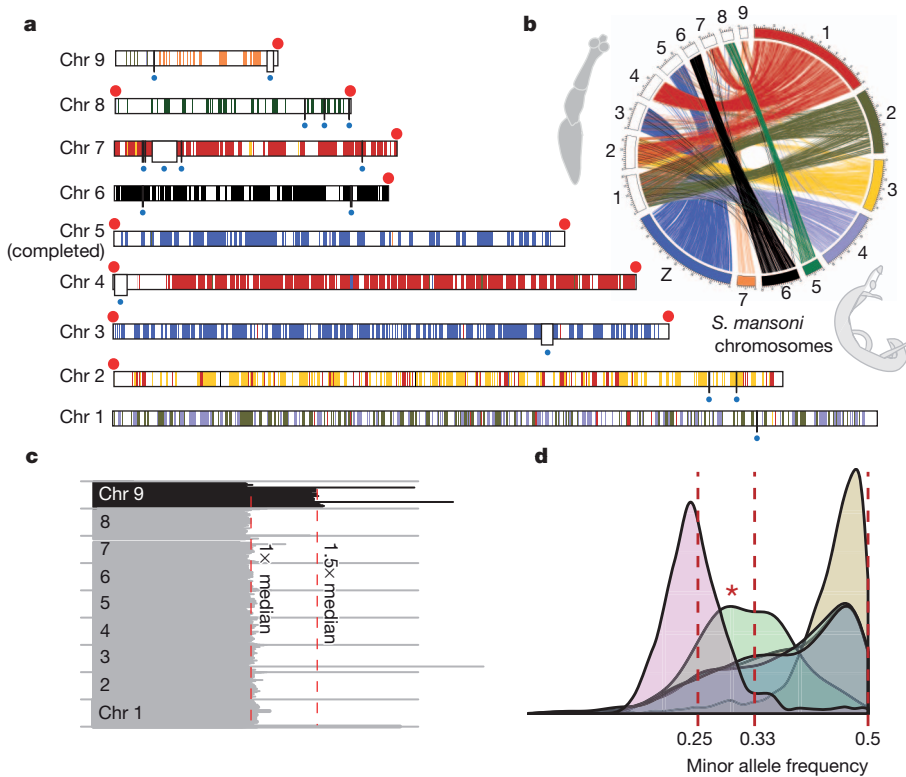 a
Chr 9
Chr 8
Chr 7
Chr 6
Chr 5
(completed)
Chr 4
Chr 3
Chr 2
Chr 1
b
1
2
3
4
5
6
7
8
9
1
2
3
4
5
6
7
Z
S. mansoni
chromosomes
c
Chr 9
8
7
6
5
4
3
2
Chr 1
1× median
1.5× median
d
*
0.25
0.33
0.5
Minor allele frequency